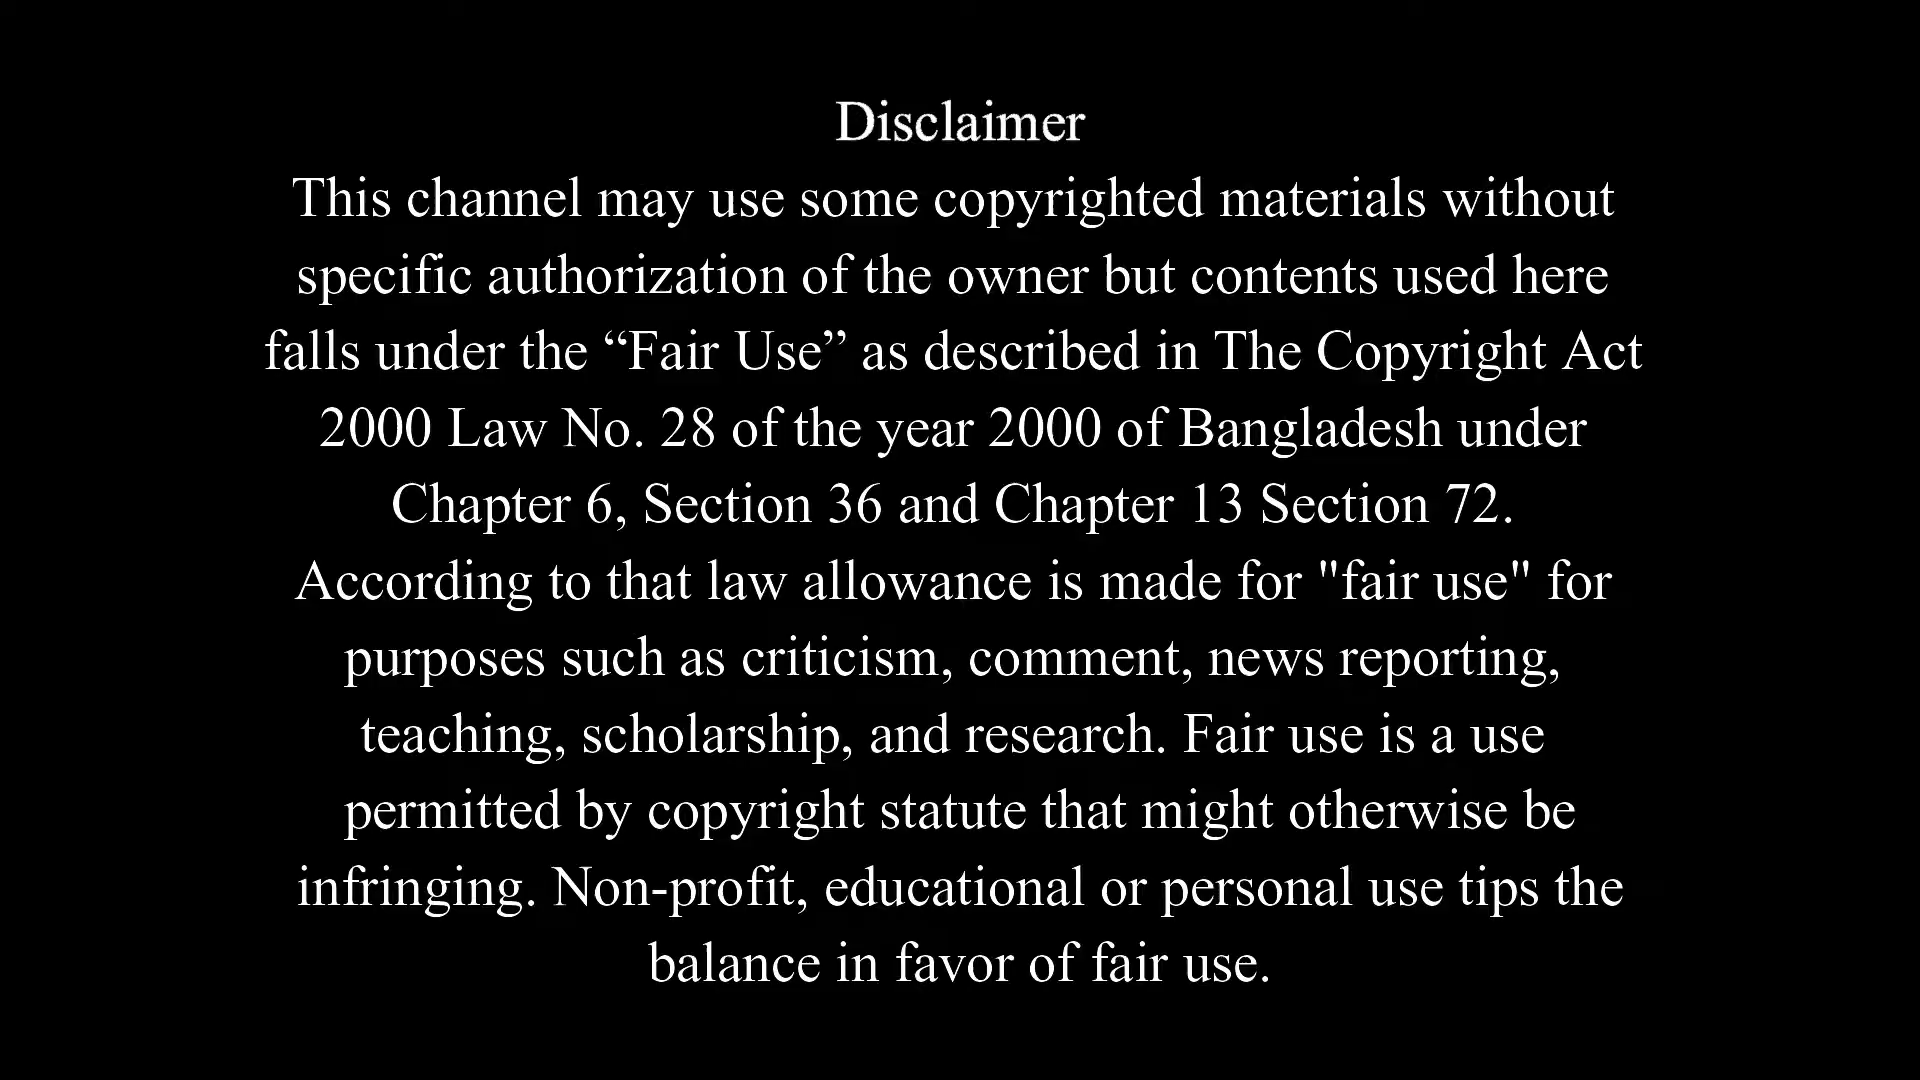 Disclaimer
This channel may use some copyrighted materials without
specific authorization of the owner but contents used here
falls under the “Fair Use” as described in The Copyright Act
2000 Law No. 28 of the year 2000 of Bangladesh under
Chapter 6, Section 36 and Chapter 13 Section 72.
According to that law allowance is made for "fair use" for
purposes such as criticism, comment, news reporting,
teaching, scholarship, and research. Fair use is a use
permitted by copyright statute that might otherwise be
infringing. Non-profit, educational or personal use tips the
balance in favor of fair use.